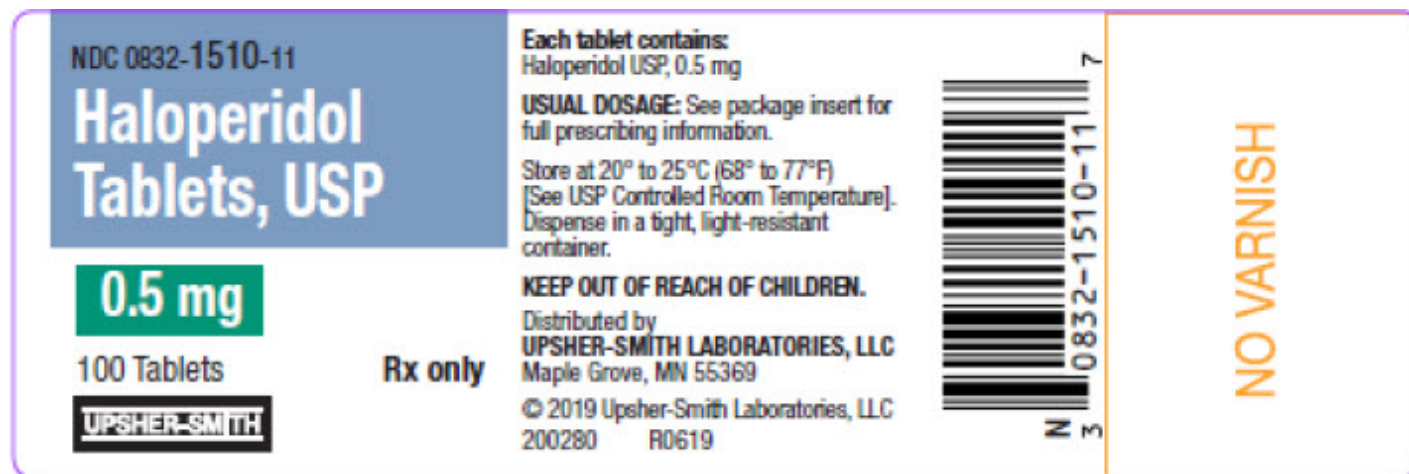 NDC 0832-1510-11
Haloperidol
Tablets, USP
0.5 mg
100 Tablets
Rx only
UPSHER-SMITH
Each tablet contains:
Haloperidol USP, 0.5 mg
USUAL DOSAGE: See package insert for
full prescribing information.
Store at 20° to 25°C (68° to 77°F)
[See USP Controlled Room Temperature].
Dispense in a tight, light-resistant
container.
KEEP OUT OF REACH OF CHILDREN.
Distributed by
UPSHER-SMITH LABORATORIES, LLC
Maple Grove, MN 55369
© 2019 Upsher-Smith Laboratories, LLC
200280 R0619
N
3 0832-1510-11 7
NO VARNISH